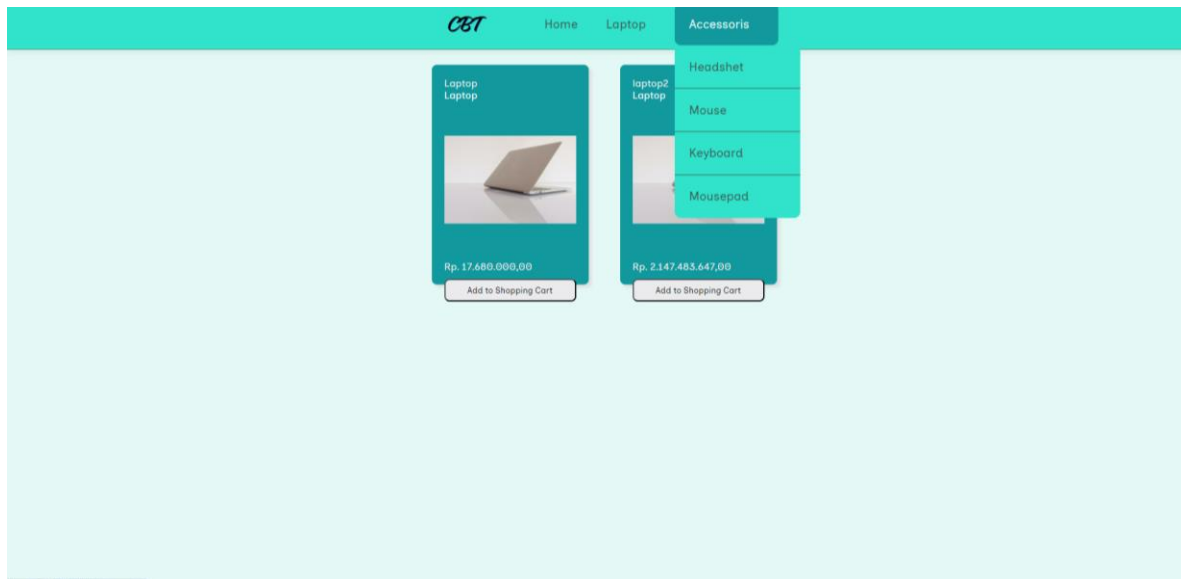 CBT Home Laptop Accessoris
Headshet
Mouse
Keyboard
Mousepad
Laptop
Laptop
Rp. 17.680.000,00
Add to Shopping Cart
laptop2
Laptop
Rp. 2.147.483.647,00
Add to Shopping Cart